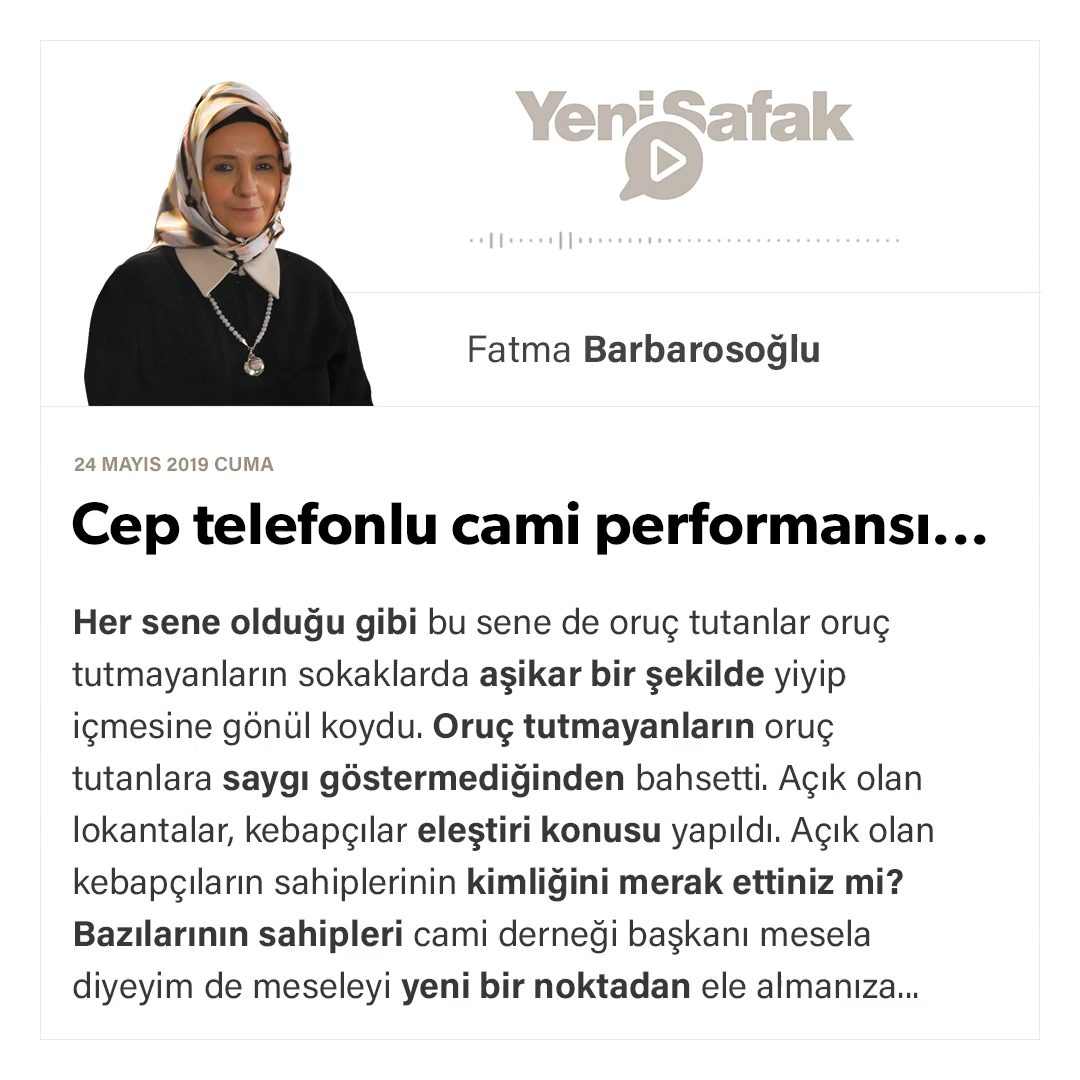 Yeni Safak
Fatma Barbarosoğlu
24 MAYIS 2019 CUMA
Cep telefonlu cami performansı...
Her sene olduğu gibi bu sene de oruç tutanlar oruç
tutmayanların sokaklarda aşikar bir şekilde yiyip
içmesine gönül koydu. Oruç tutmayanların oruç
tutanlara saygı göstermediğinden bahsetti. Açık olan
lokantalar, kebapçılar eleştiri konusu yapıldı. Açık olan
kebapçıların sahiplerinin kimliğini merak ettiniz mi?
Bazılarının sahipleri cami derneği başkanı mesela
diyeyim de meseleyi yeni bir noktadan ele almanıza...